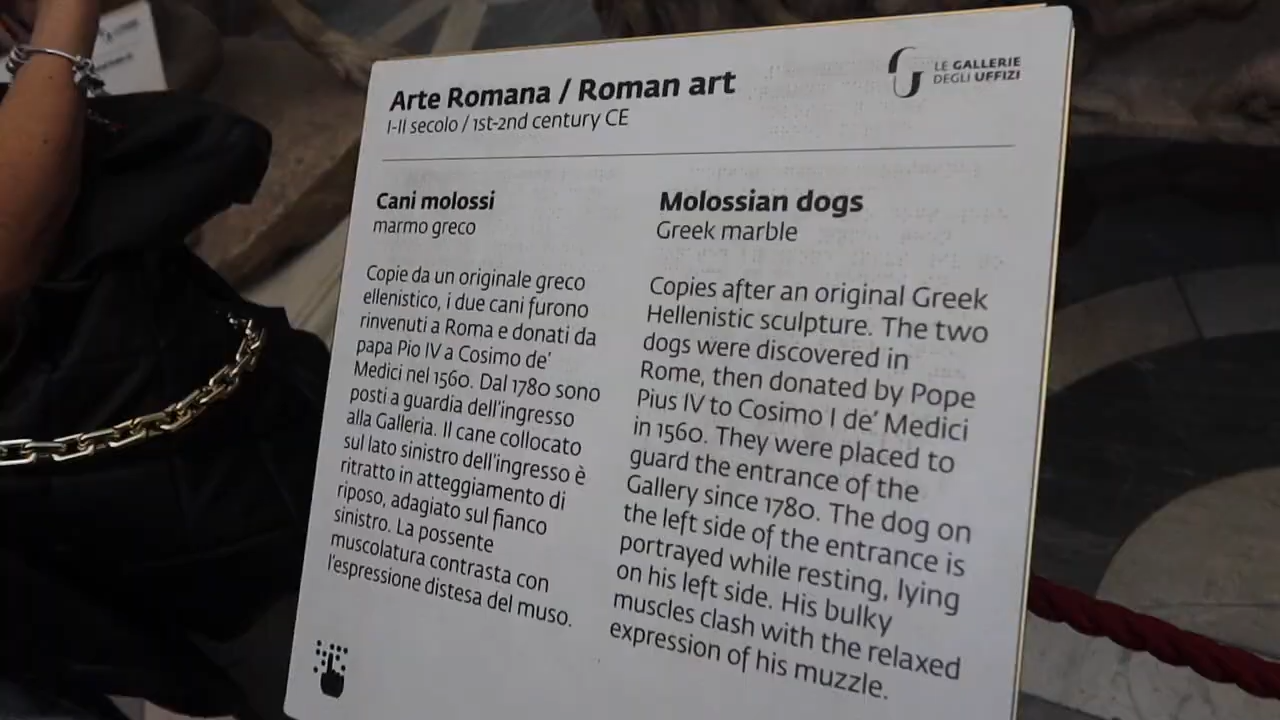 Arte Romana / Roman art
I-II secolo / 1st-2nd century CE
LE GALLERIE
DEGLI UFFIZI
Cani molossi
marmo greco
Copie da un originale greco
ellenistico, i due cani furono
rinvenuti a Roma e donati da
papa Pio IV a Cosimo de'
Medici nel 1560. Dal 1780 sono
posti a guardia dell'ingresso
alla Galleria. Il cane collocato
sul lato sinistro dell'ingresso è
ritratto in atteggiamento di
riposo, adagiato sul fianco
sinistro. La possente
muscolatura contrasta con
l'espressione distesa del muso.
Molossian dogs
Greek marble
Copies after an original Greek
Hellenistic sculpture. The two
dogs were discovered in
Rome, then donated by Pope
Pius IV to Cosimo I de' Medici
in 1560. They were placed to
guard the entrance of the
Gallery since 1780. The dog on
the left side of the entrance is
portrayed while resting, lying
on his left side. His bulky
muscles clash with the relaxed
expression of his muzzle.